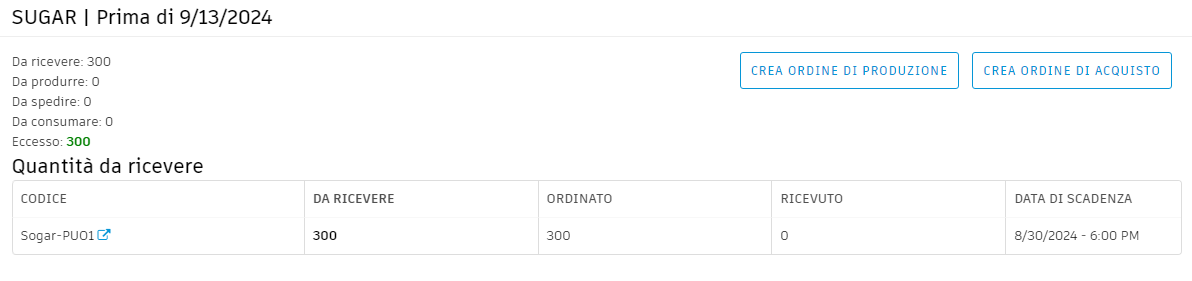 SUGAR | Prima di 9/13/2024
Da ricevere: 300
Da produrre: 0
Da spedire: 0
Da consumare: 0
Eccesso: 300
CREA ORDINE DI PRODUZIONE
CREA ORDINE DI ACQUISTO
Quantità da ricevere
CODICE DA RICEVERE ORDINATO RICEVUTO DATA DI SCADENZA
Sogar-PU01 300 300 0 8/30/2024 - 6:00 PM